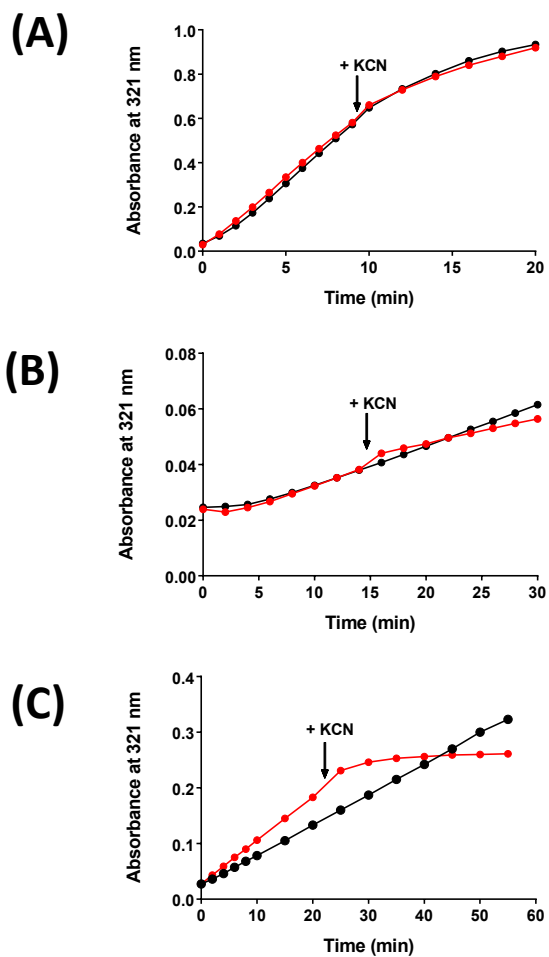 (A)
Absorbance at 321 nm
1.0
0.8
0.6
0.4
0.2
0.0
+ KCN
0 5 10 15 20
Time (min)
(B)
Absorbance at 321 nm
0.08
0.06
0.04
0.02
0.00
+ KCN
0 5 10 15 20 25 30
Time (min)
(C)
Absorbance at 321 nm
0.4
0.3
0.2
0.1
0.0
+ KCN
0 10 20 30 40 50 60
Time (min)